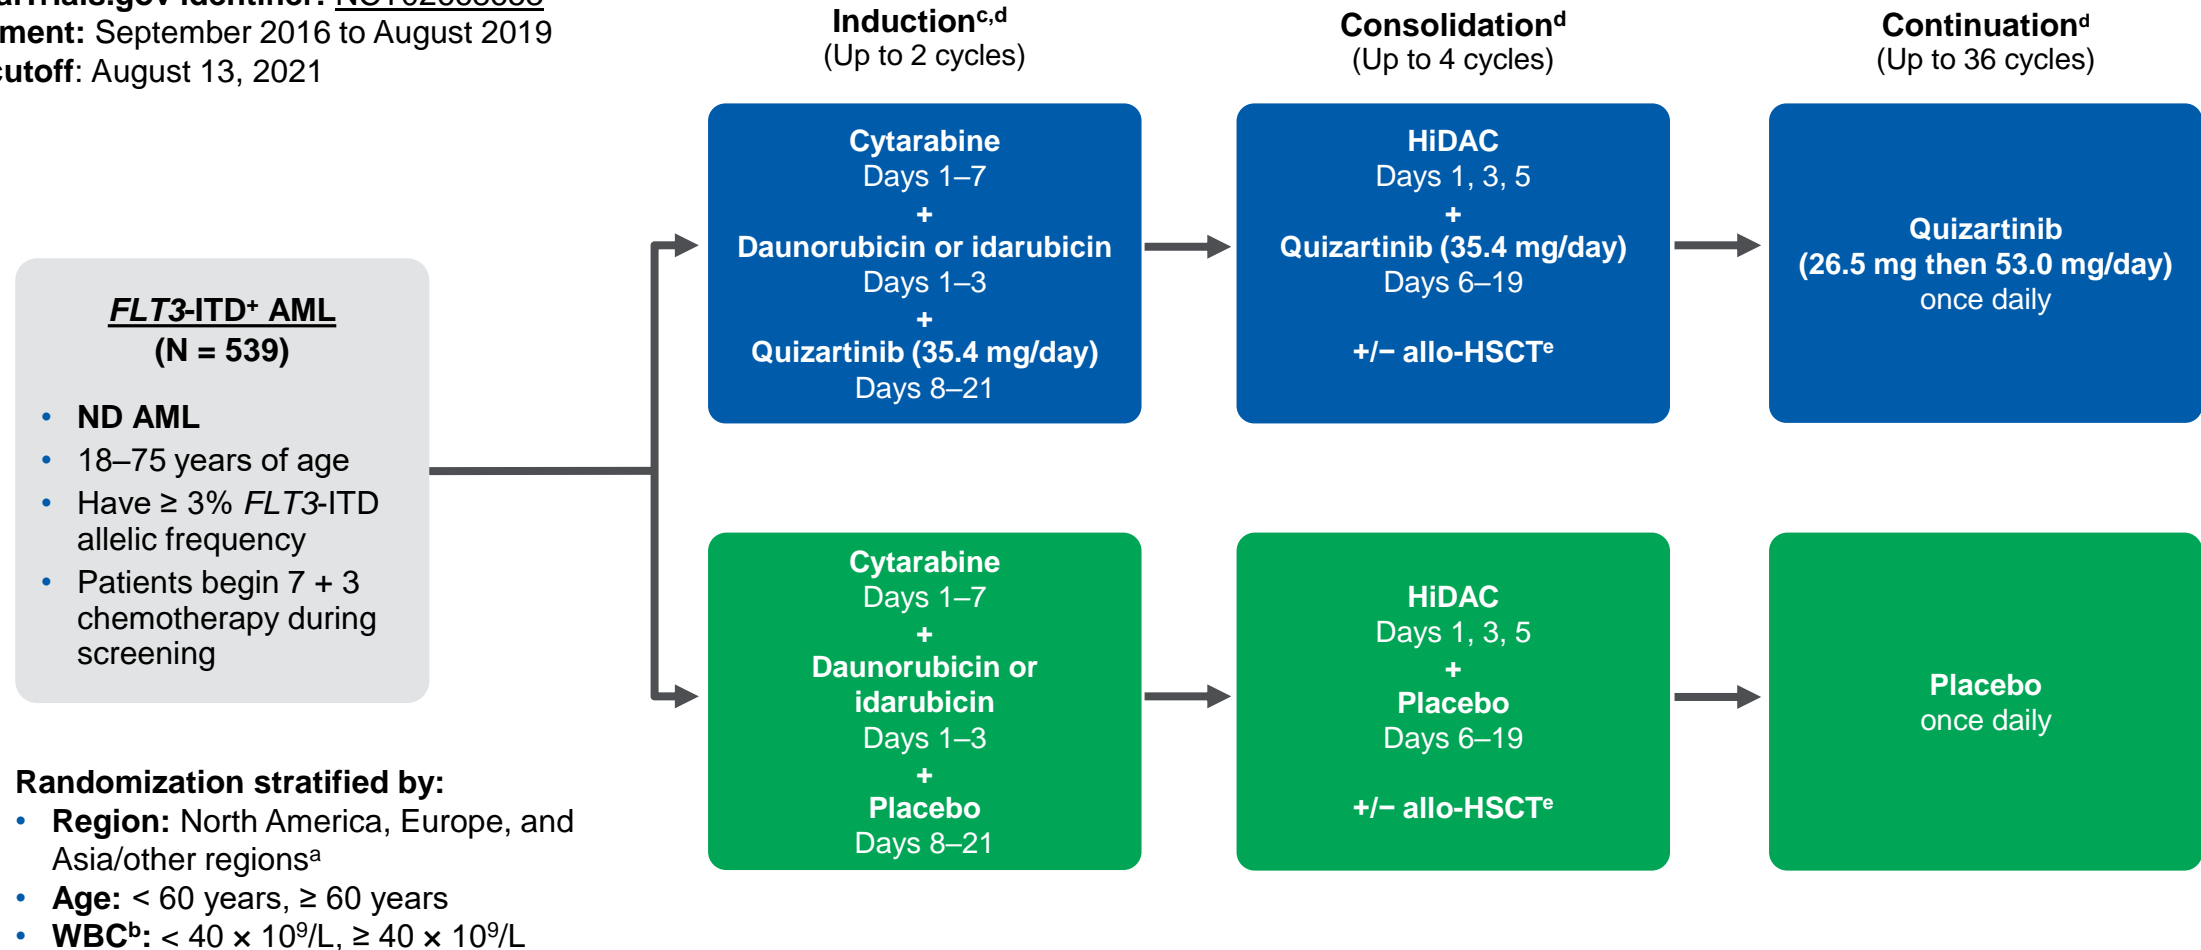 ment: September 2016 to August 2019
cutoff: August 13, 2021
Inductionᶜ,ᵈ
(Up to 2 cycles)
Consolidationᵈ
(Up to 4 cycles)
Continuationᵈ
(Up to 36 cycles)
FLT3-ITD⁺ AML
(N = 539)
• ND AML
• 18–75 years of age
• Have ≥ 3% FLT3-ITD
allelic frequency
• Patients begin 7 + 3
chemotherapy during
screening
Cytarabine
Days 1–7
+
Daunorubicin or idarubicin
Days 1–3
+
Quizartinib (35.4 mg/day)
Days 8–21
HiDAC
Days 1, 3, 5
+
Quizartinib (35.4 mg/day)
Days 6–19
+/− allo-HSCTᵉ
Quizartinib
(26.5 mg then 53.0 mg/day)
once daily
Cytarabine
Days 1–7
+
Daunorubicin or
idarubicin
Days 1–3
+
Placebo
Days 8–21
HiDAC
Days 1, 3, 5
+
Placebo
Days 6–19
+/− allo-HSCTᵉ
Placebo
once daily
Randomization stratified by:
• Region: North America, Europe, and
Asia/other regionsᵃ
• Age: < 60 years, ≥ 60 years
• WBCᵇ: < 40 × 10⁹/L, ≥ 40 × 10⁹/L